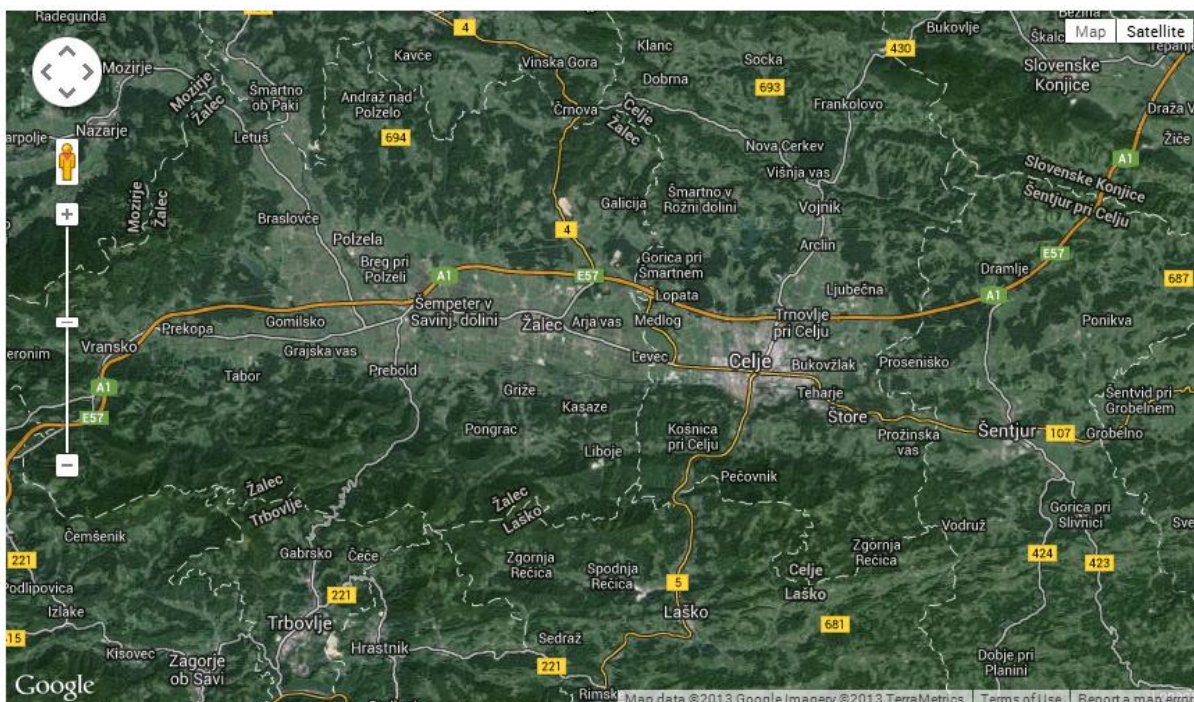 Radegunda
4
Kavče
Klanc
Vinska Gora
Socka
430
Bukovlje
Škalc
Map
Satellite
Slovenske
Konjice
Mozirje
Mozirje
Žalec
Šmartno
ob Paki
Andraž nad
Polzelo
Dobrna
693
Frankolovo
Črnova
Celje
Žalec
Draža V
Nazarje
Letuš
694
Nova Cerkev
Žiče
A1
Višnja vas
Slovenske Konjice
Šentjur pri Celju
Mozirje
Žalec
Braslovče
Galicija
Šmartno v
Rožni dolini
Vojnik
Polzela
4
Arclin
Breg pri
Polzeli
A1
E57
Gorica pri
Šmartnem
E57
Dramlje
687
Lopata
Ljubečna
A1
Šempeter v
Savinj. dolini
Prekopa
Gomilsko
Žalec
Arja vas
Medlog
Trnovlje
pri Celju
Ponikva
eronim
Vransko
Grajska vas
Levec
Celje
Bukovžlak
Proseniško
Tabor
Prebold
A1
Griže
Teharje
Šentvid pri
Grobelnem
E57
Kasaze
Štore
Pongrac
Košnica
pri Celju
Prožinska
vas
Šentjur
107
Grobelno
Liboje
Pečovnik
Žalec
Trbovlje
Žalec
Laško
Gorica pri
Slivnici
Čemšenik
Vodruž
Sve
Gabrsko
Čeče
Zgornja
Rečica
Spodnja
Rečica
Zgornja
Rečica
424
423
221
5
Celje
Laško
Podlipovica
221
Izlake
Laško
681
Trbovlje
415
Kisovec
Hrastnik
Sedraž
221
Zagorje
ob Savi
Dobje pri
Planini
Rimsk
Google
Map data ©2013 Google Imagery ©2013 TerraMetrics
Terms of Use
Report a map error